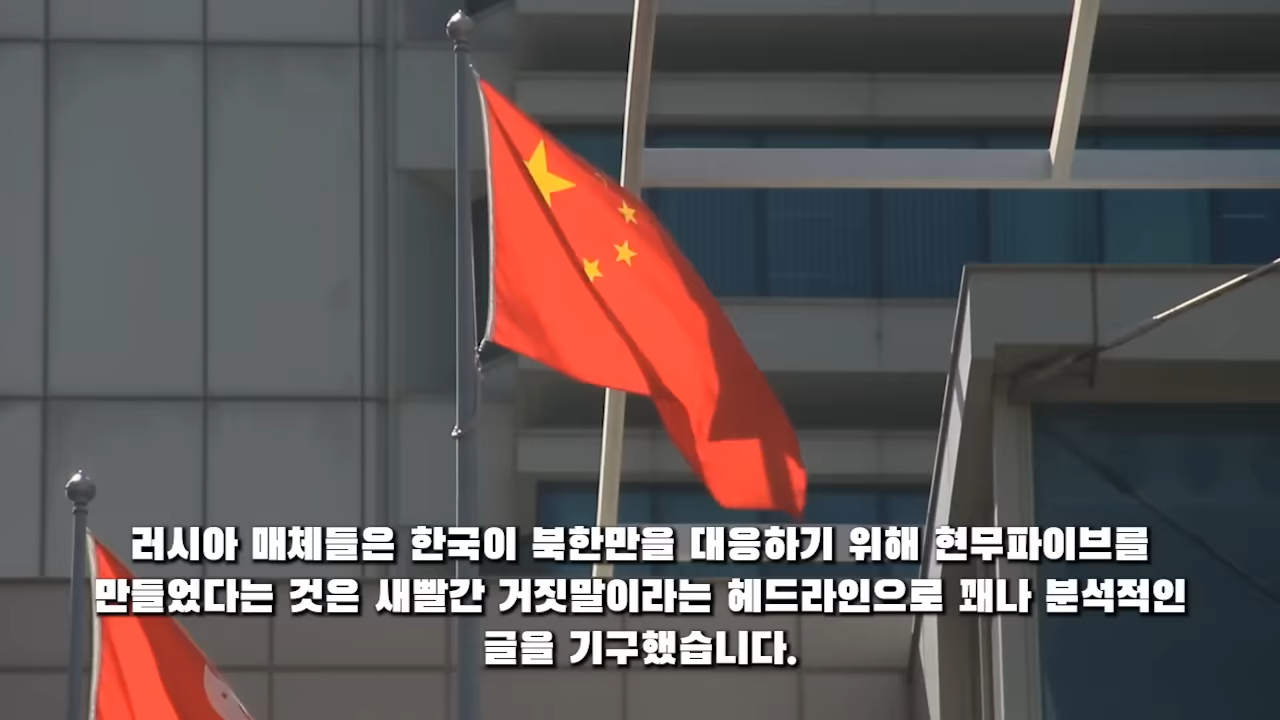 러시아 매체들은 한국이 북한만을 대응하기 위해 현무파이브를
만들었다는 것은 새빨간 거짓말이라는 헤드라인으로 꽤나 분석적인
글을 기구했습니다.